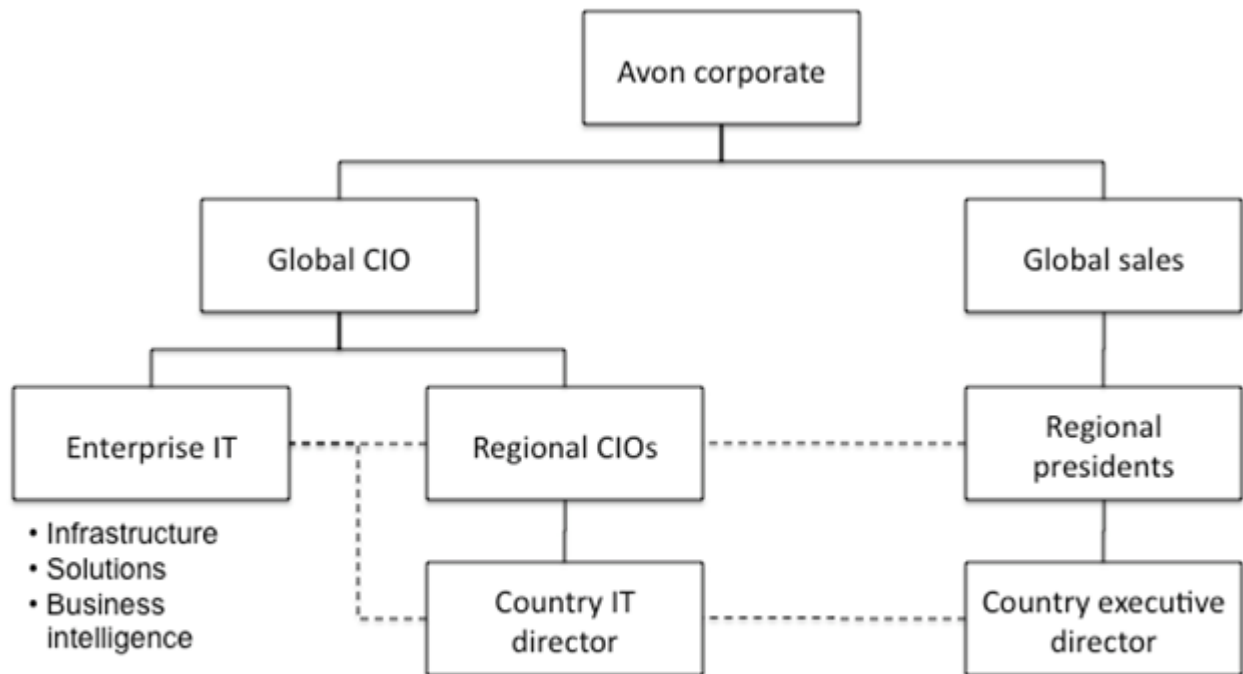 Avon corporate
Global CIO
Global sales
Enterprise IT
Regional CIOs
Regional
presidents
• Infrastructure
• Solutions
• Business
intelligence
Country IT
director
Country executive
director